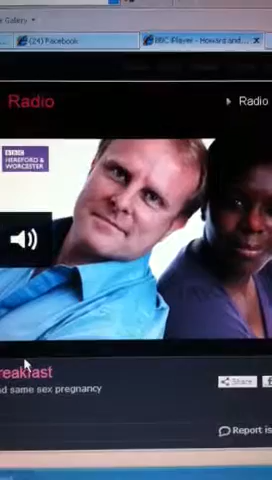 Gallery
(24) Facebook
BBC iPlayer - Howard and...
Radio
Radio
BBC
HEREFORD &
WORCESTER
reakfast
nd same sex pregnancy
Share
Report is